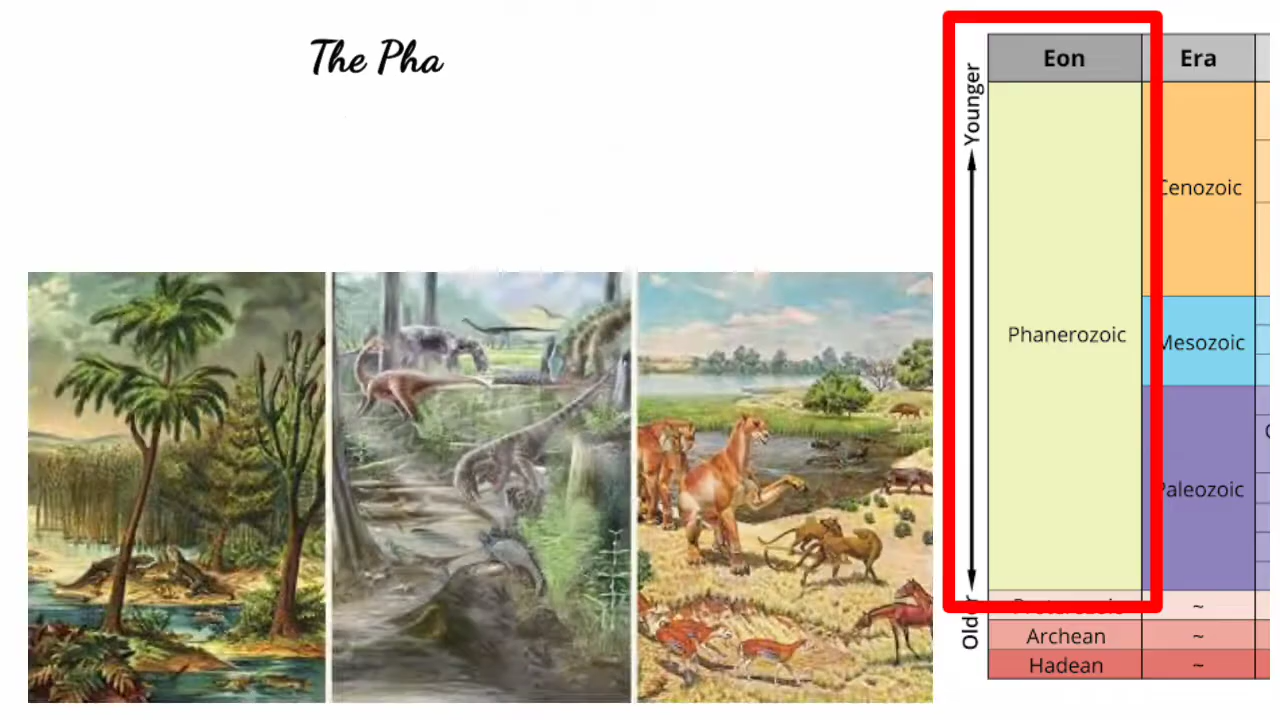 The Pha
Eon
Era
Younger
Cenozoic
Phanerozoic
Mesozoic
Paleozoic
Older
~
Archean
~
Hadean
~